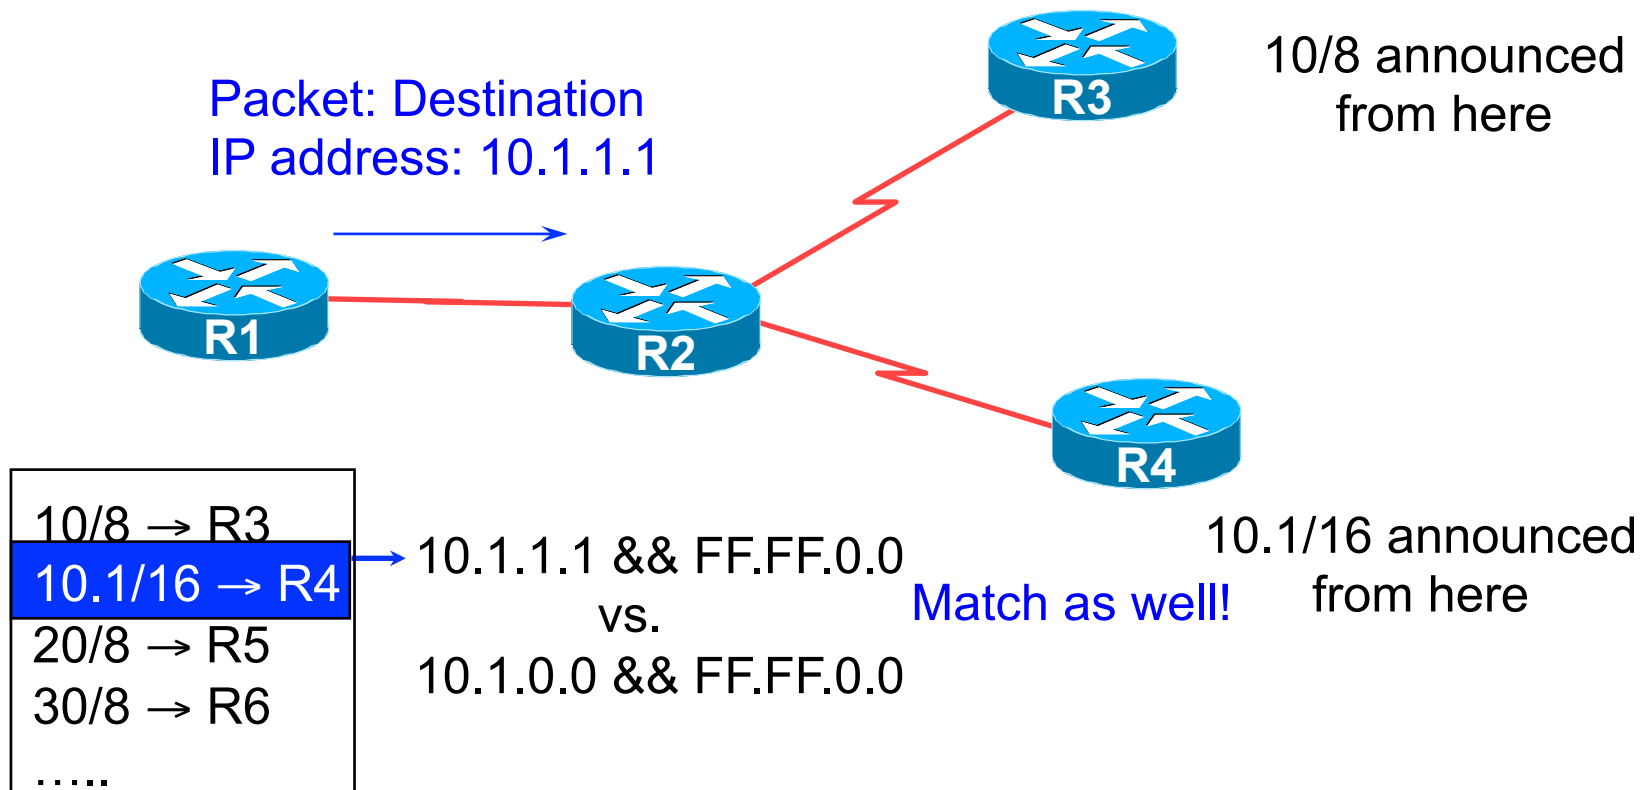 Packet: Destination
IP address: 10.1.1.1
R3
10/8 announced
from here
R1
R2
R4
10.1/16 announced
from here
10/8 → R3
10.1/16 → R4
20/8 → R5
30/8 → R6
.....
10.1.1.1 && FF.FF.0.0
vs.
10.1.0.0 && FF.FF.0.0
Match as well!